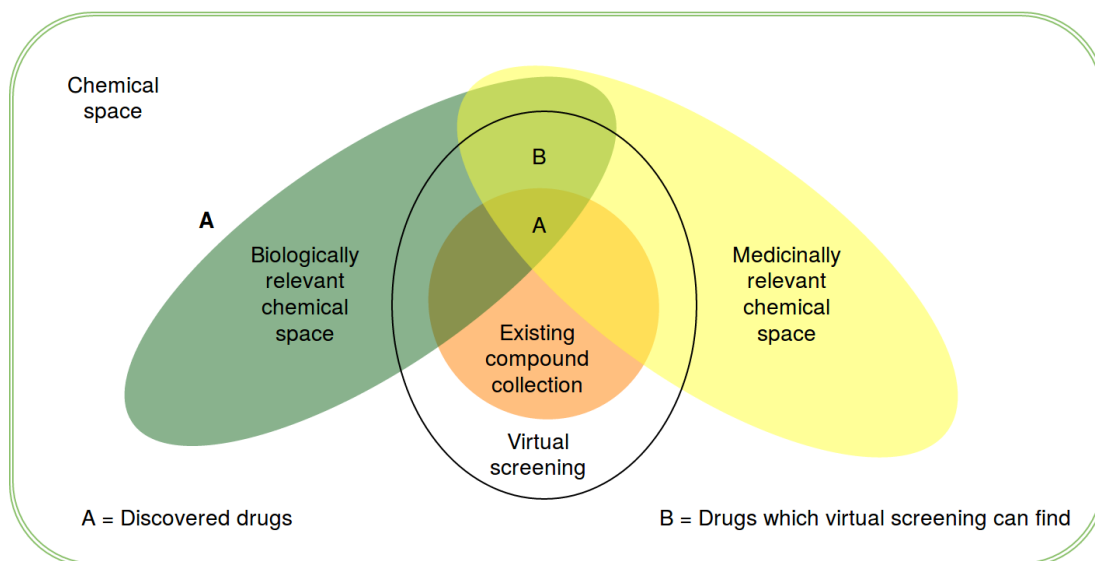 Chemical
space
B
A
A
Biologically
relevant
chemical
space
Medicinally
relevant
chemical
space
Existing
compound
collection
Virtual
screening
A = Discovered drugs
B = Drugs which virtual screening can find